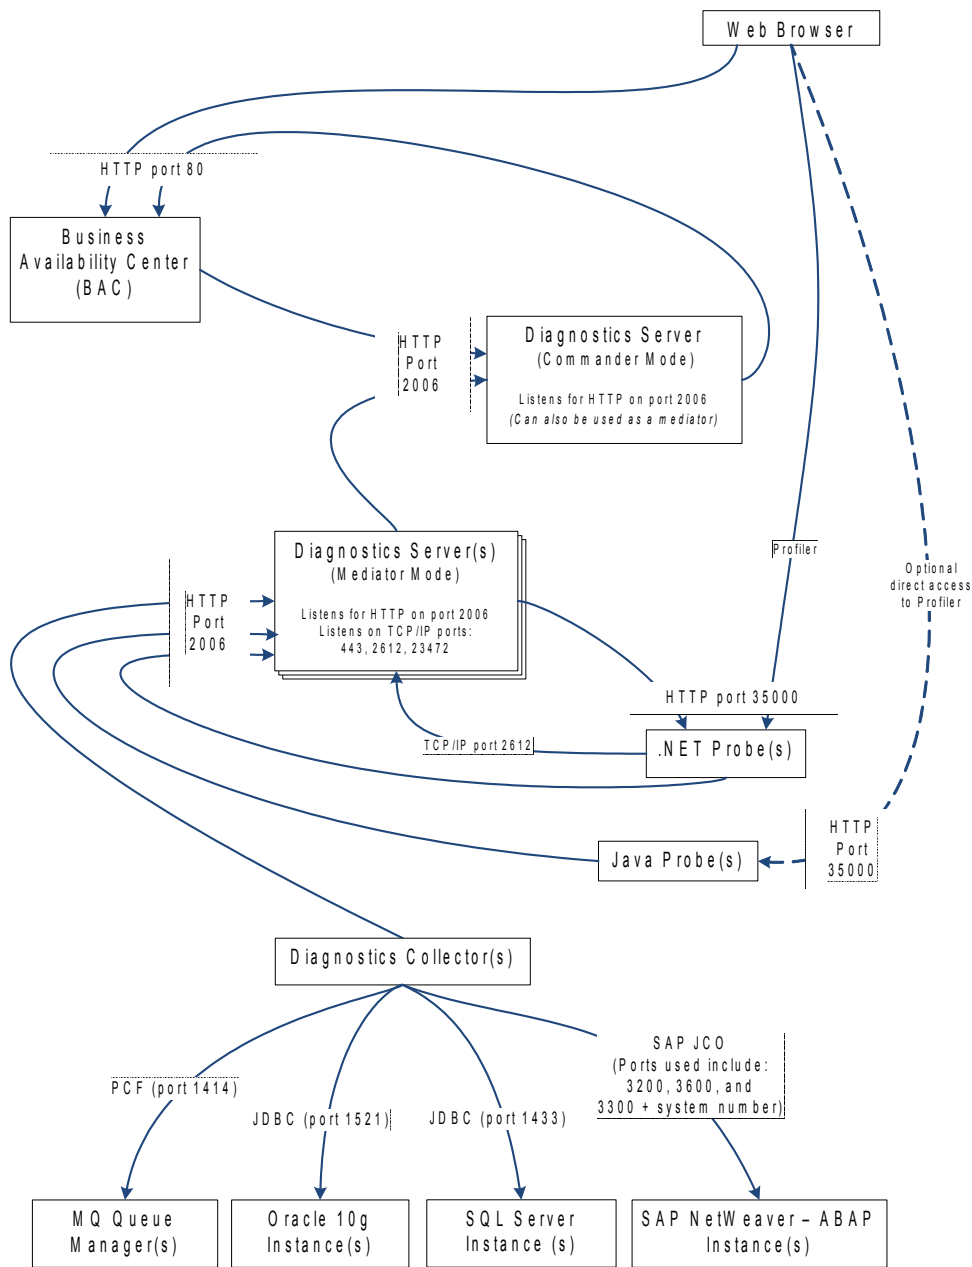 Web Browser
HTTP port 80
Business
Availability Center
(BAC)
HTTP
Port
2006
Diagnostics Server
(Commander Mode)
Listens for HTTP on port 2006
(Can also be used as a mediator)
Profiler
Optional
direct access
to Profiler
HTTP
Port
2006
Diagnostics Server(s)
(Mediator Mode)
Listens for HTTP on port 2006
Listens on TCP/IP ports:
443, 2612, 23472
HTTP port 35000
TCP/IP port 2612
.NET Probe(s)
HTTP
Port
35000
Java Probe(s)
Diagnostics Collector(s)
PCF (port 1414)
JDBC (port 1521)
JDBC (port 1433)
SAP JCO
(Ports used include:
3200, 3600, and
3300 + system number)
MQ Queue
Manager(s)
Oracle 10g
Instance(s)
SQL Server
Instance (s)
SAP NetWeaver – ABAP
Instance(s)